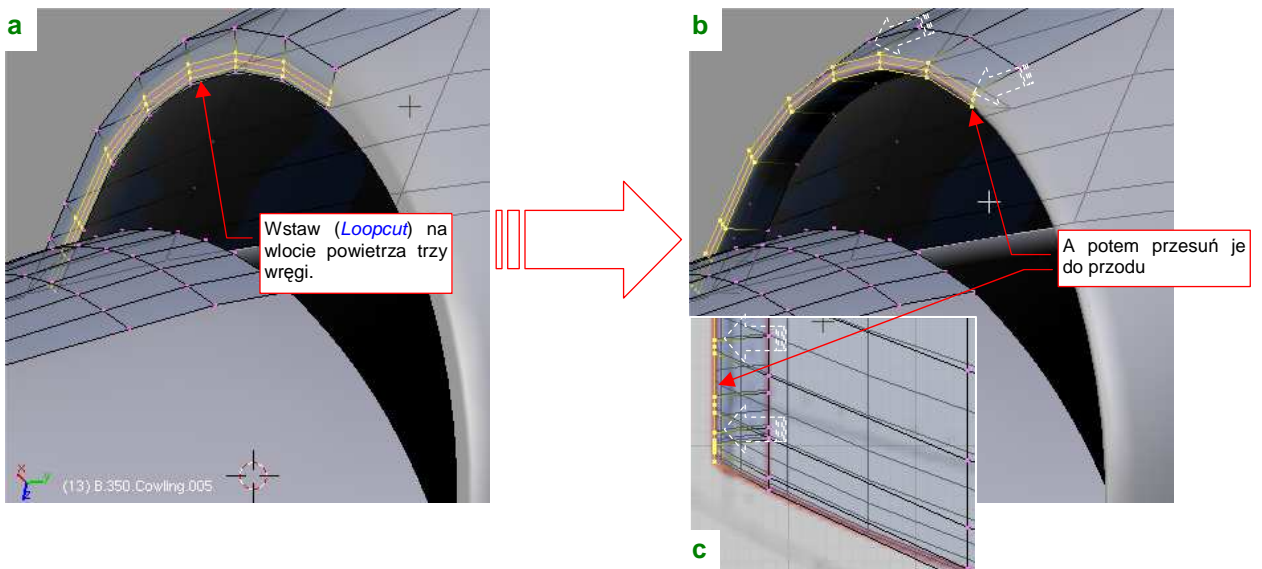 a
Wstaw (Loopcut) na
wlocie powietrza trzy
wręgi.
x
y
z
(13) B.350.Cowling.005
b
A potem przesuń je
do przodu
c